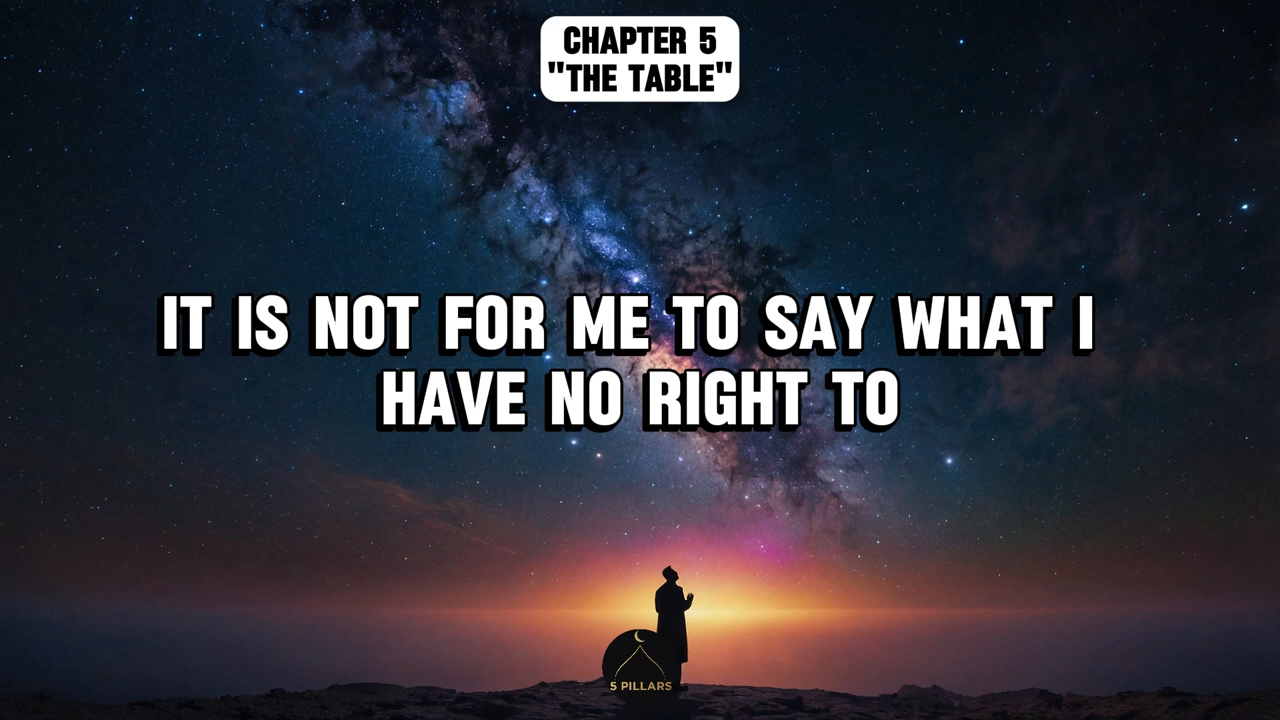 CHAPTER 5
"THE TABLE"
IT IS NOT FOR ME TO SAY WHAT I
HAVE NO RIGHT TO
5 PILLARS